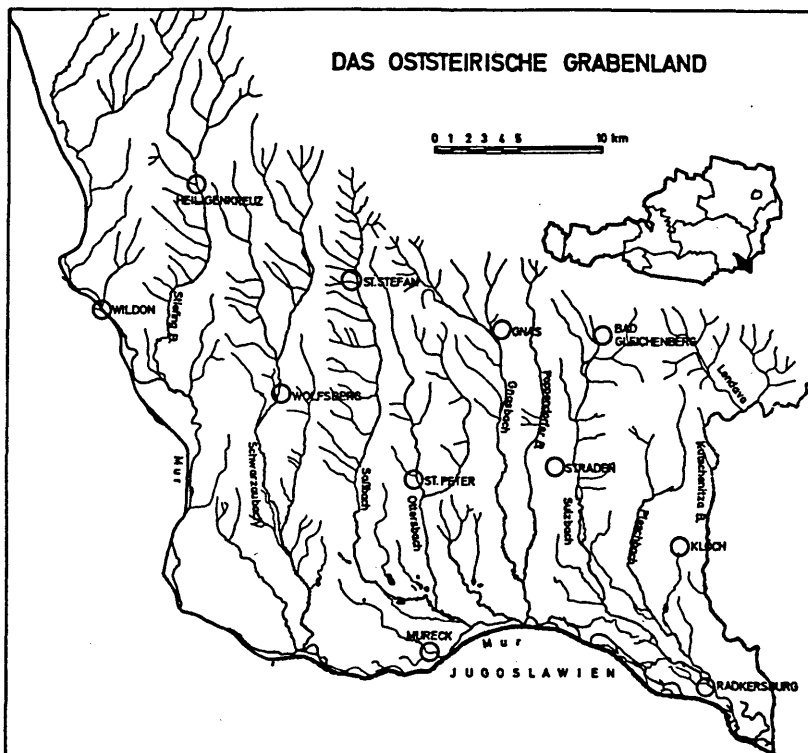 DAS OSTSTEIRISCHE GRABENLAND
0 1 2 3 4 5 10 km
HEILIGENKREUZ
ST. STEFAN
WILDON
Stiefing B.
GNAS
BAD
GLEICHENBERG
Lendava
WOLFSBERG
Gnasbach
Poppendorfer B.
Mur
Schwarzaubach
Saßbach
ST. PETER
Ottersbach
STRADEN
Sulzbach
Pleschbach
Kutschenitza B.
KLÖCH
MURECK
Mur
JUGOSLAWIEN
RADKERSBURG